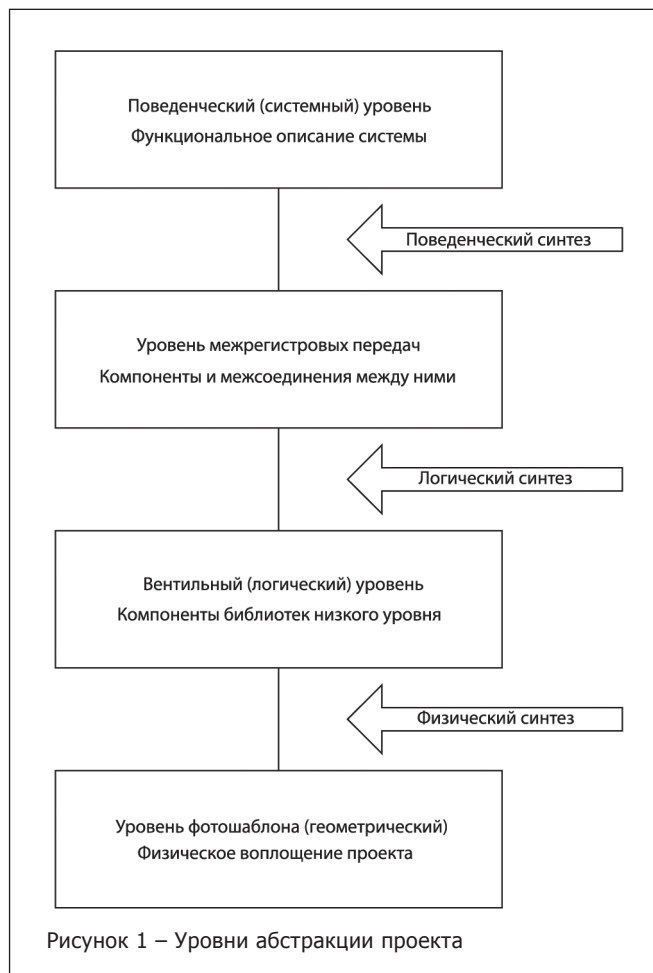 Поведенческий (системный) уровень
Функциональное описание системы
Поведенческий синтез
Уровень межрегистровых передач
Компоненты и межсоединения между ними
Логический синтез
Вентильный (логический) уровень
Компоненты библиотек низкого уровня
Физический синтез
Уровень фотошаблона (геометрический)
Физическое воплощение проекта
Рисунок 1 – Уровни абстракции проекта